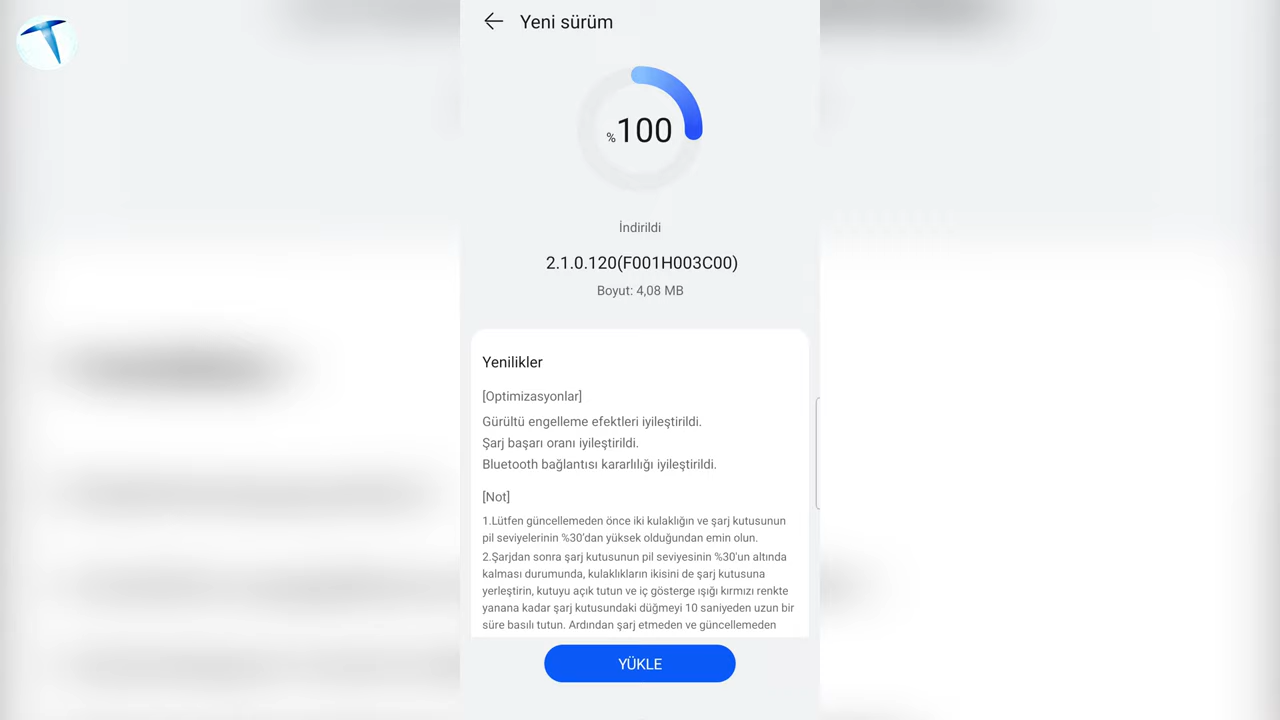 Yeni sürüm
%100
İndirildi
2.1.0.120(F001H003C00)
Boyut: 4,08 MB
Yenilikler
[Optimizasyonlar]
Gürültü engelleme efektleri iyileştirildi.
Şarj başarı oranı iyileştirildi.
Bluetooth bağlantısı kararlılığı iyileştirildi.
[Not]
1.Lütfen güncellemeden önce iki kulaklığın ve şarj kutusunun
pil seviyelerinin %30'dan yüksek olduğundan emin olun.
2.Şarjdan sonra şarj kutusunun pil seviyesinin %30'un altında
kalması durumunda, kulaklıkların ikisini de şarj kutusuna
yerleştirin, kutuyu açık tutun ve iç gösterge ışığı kırmızı renkte
yanana kadar şarj kutusundaki düğmeyi 10 saniyeden uzun bir
süre basılı tutun. Ardından şarj etmeden ve güncellemeden
YÜKLE